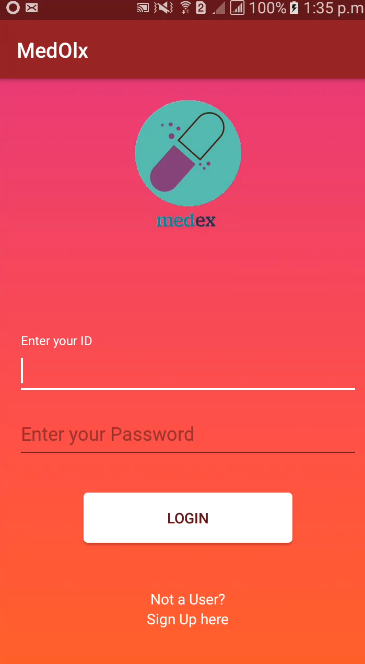 2 100% 1:35 p.m
MedOlx
medex
Enter your ID
Enter your Password
LOGIN
Not a User?
Sign Up here